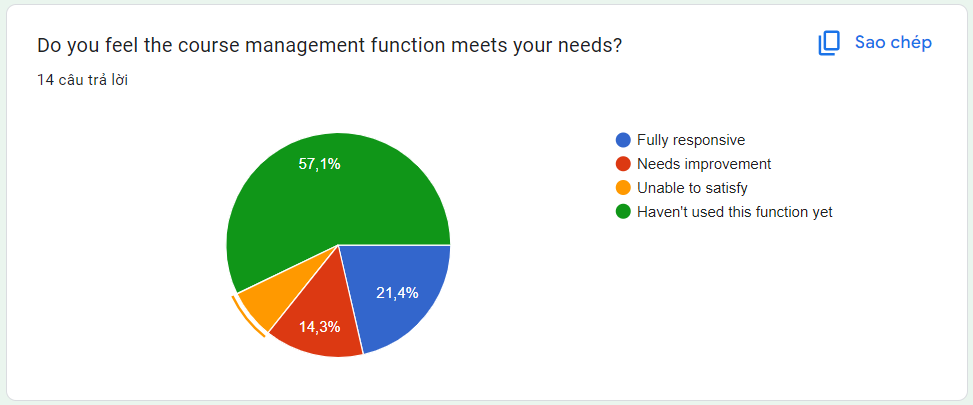 Do you feel the course management function meets your needs?
Sao chép
14 câu trả lời
57,1%
21,4%
14,3%
Fully responsive
Needs improvement
Unable to satisfy
Haven't used this function yet